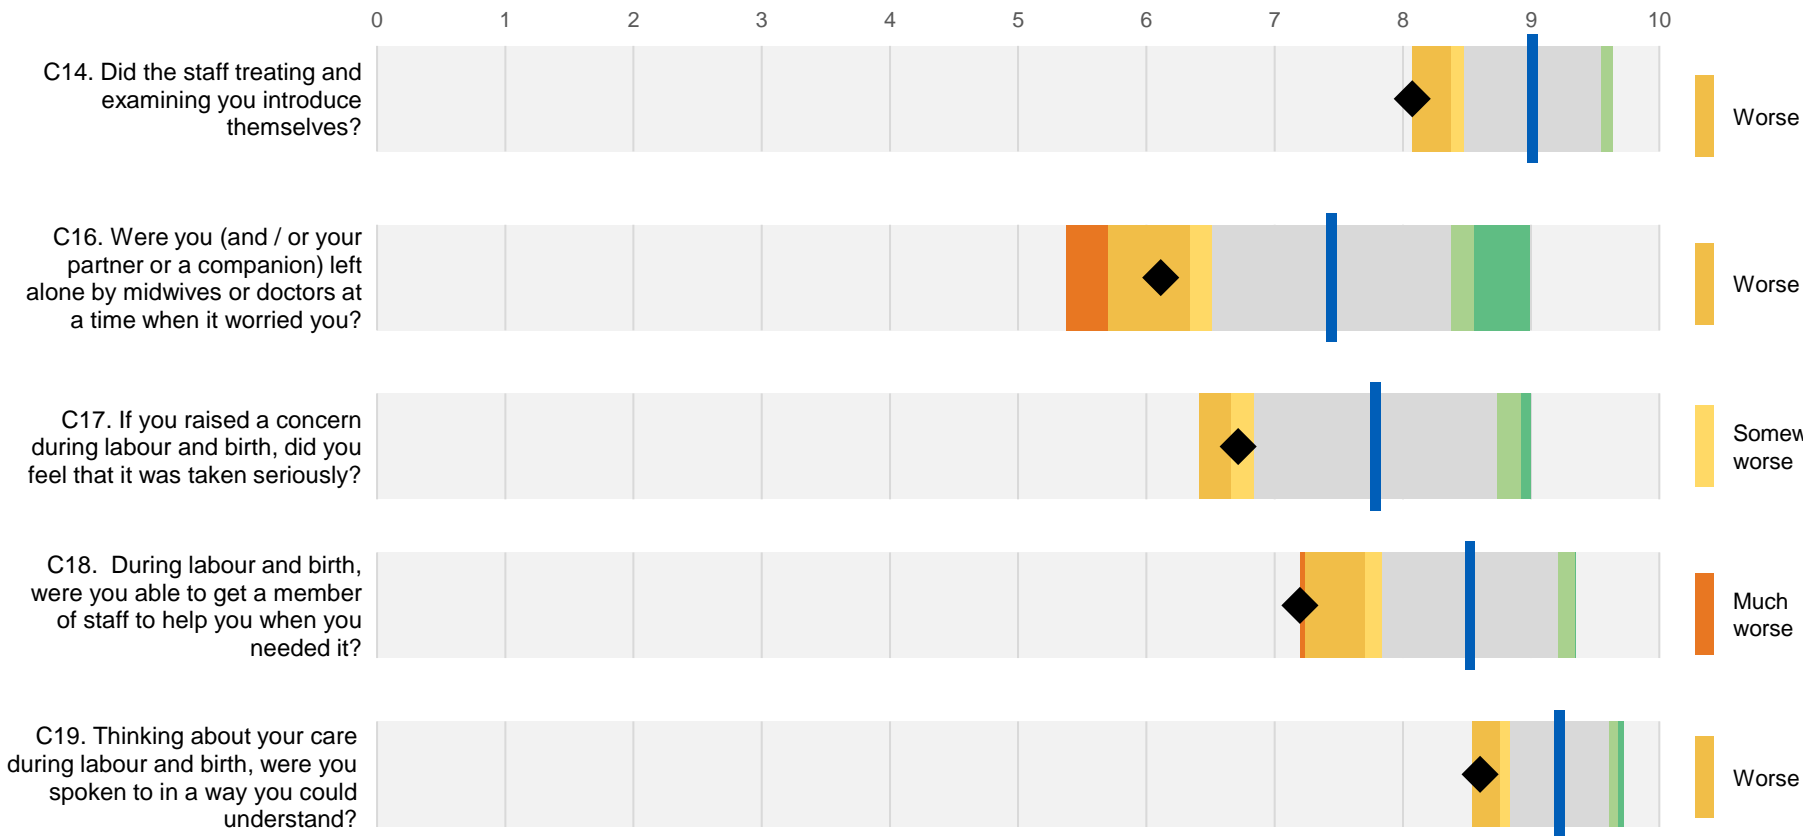 0 1 2 3 4 5 6 7 8 9 10
C14. Did the staff treating and
examining you introduce
themselves?
Worse
C16. Were you (and / or your
partner or a companion) left
alone by midwives or doctors at
a time when it worried you?
Worse
C17. If you raised a concern
during labour and birth, did you
feel that it was taken seriously?
Somew
worse
C18. During labour and birth,
were you able to get a member
of staff to help you when you
needed it?
Much
worse
C19. Thinking about your care
during labour and birth, were you
spoken to in a way you could
understand?
Worse